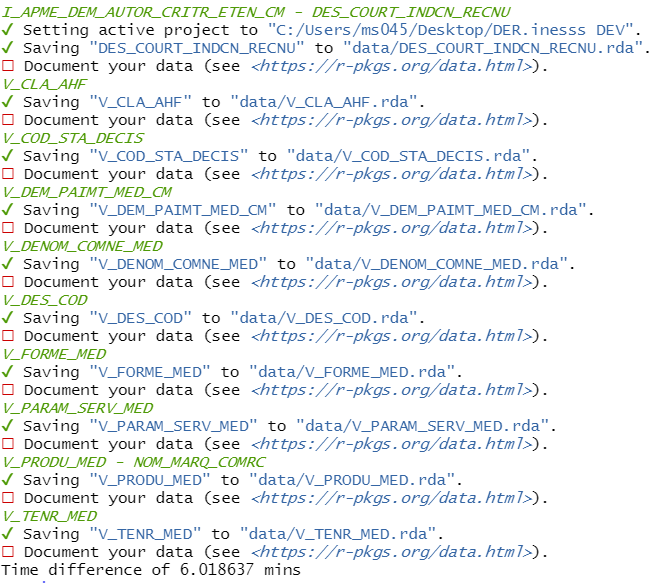 I_APME_DEM_AUTOR_CRITR_ETEN_CM - DES_COURT_INDCN_RECNU
✓ Setting active project to "C:/Users/ms045/Desktop/DER.inesss DEV".
✓ Saving "DES_COURT_INDCN_RECNU" to "data/DES_COURT_INDCN_RECNU.rda".
☐ Document your data (see <https://r-pkgs.org/data.html>).
V_CLA_AHF
✓ Saving "V_CLA_AHF" to "data/V_CLA_AHF.rda".
☐ Document your data (see <https://r-pkgs.org/data.html>).
V_COD_STA_DECIS
✓ Saving "V_COD_STA_DECIS" to "data/V_COD_STA_DECIS.rda".
☐ Document your data (see <https://r-pkgs.org/data.html>).
V_DEM_PAIMT_MED_CM
✓ Saving "V_DEM_PAIMT_MED_CM" to "data/V_DEM_PAIMT_MED_CM.rda".
☐ Document your data (see <https://r-pkgs.org/data.html>).
V_DENOM_COMNE_MED
✓ Saving "V_DENOM_COMNE_MED" to "data/V_DENOM_COMNE_MED.rda".
☐ Document your data (see <https://r-pkgs.org/data.html>).
V_DES_COD
✓ Saving "V_DES_COD" to "data/V_DES_COD.rda".
☐ Document your data (see <https://r-pkgs.org/data.html>).
V_FORME_MED
✓ Saving "V_FORME_MED" to "data/V_FORME_MED.rda".
☐ Document your data (see <https://r-pkgs.org/data.html>).
V_PARAM_SERV_MED
✓ Saving "V_PARAM_SERV_MED" to "data/V_PARAM_SERV_MED.rda".
☐ Document your data (see <https://r-pkgs.org/data.html>).
V_PRODU_MED - NOM_MARQ_COMRC
✓ Saving "V_PRODU_MED" to "data/V_PRODU_MED.rda".
☐ Document your data (see <https://r-pkgs.org/data.html>).
V_TENR_MED
✓ Saving "V_TENR_MED" to "data/V_TENR_MED.rda".
☐ Document your data (see <https://r-pkgs.org/data.html>).
Time difference of 6.018637 mins